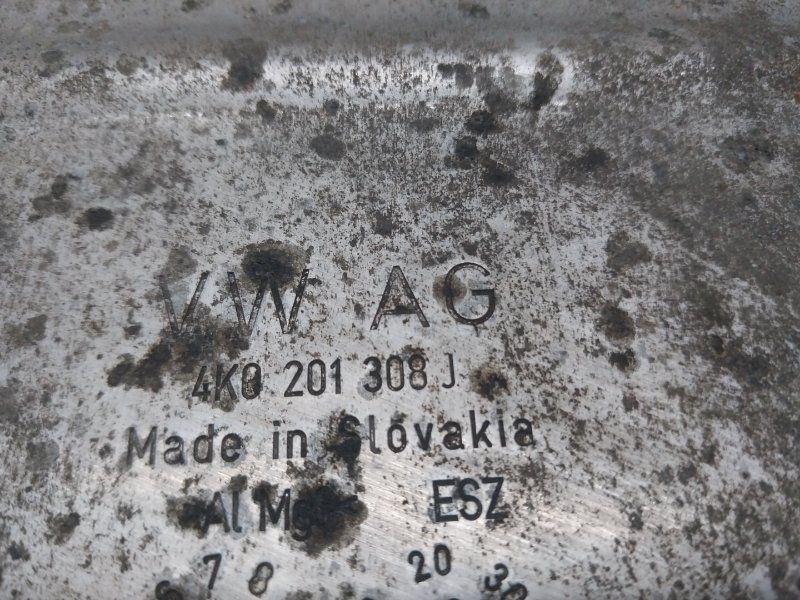 VW AG
4K0 201 308 J
Made in Slovakia
Al Mg ESZ
7 8 20